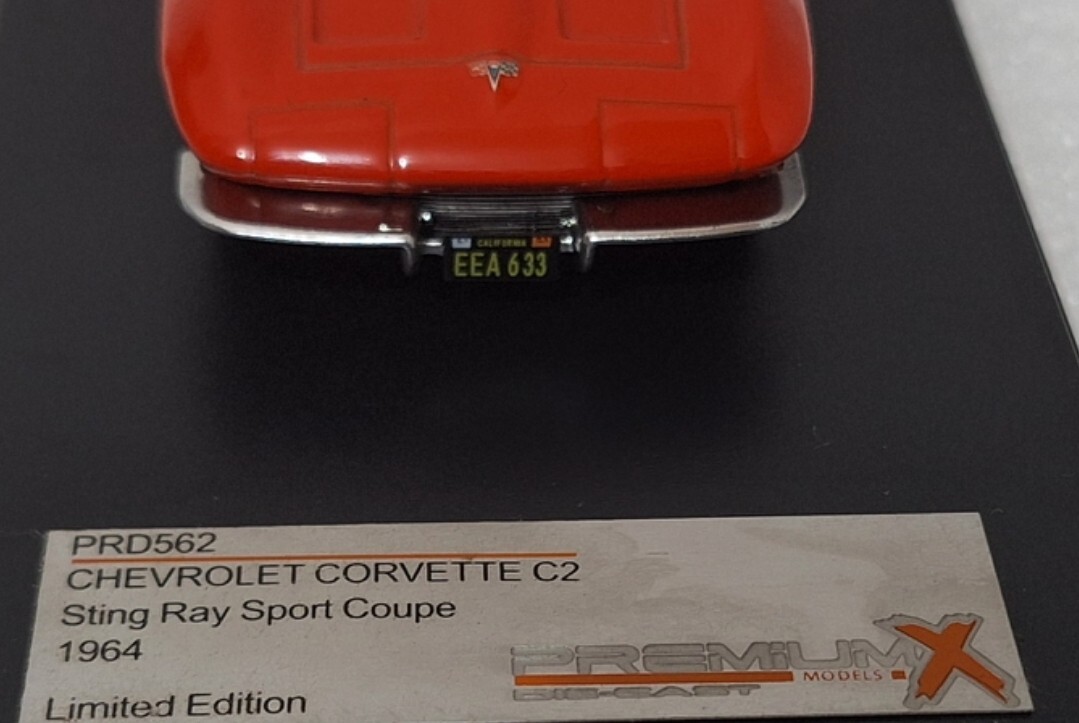 CALIFORNIA
EEA 633
PRD562
CHEVROLET CORVETTE C2
Sting Ray Sport Coupe
1964
Limited Edition
PREMiUM X
MODELS
DIE-CAST